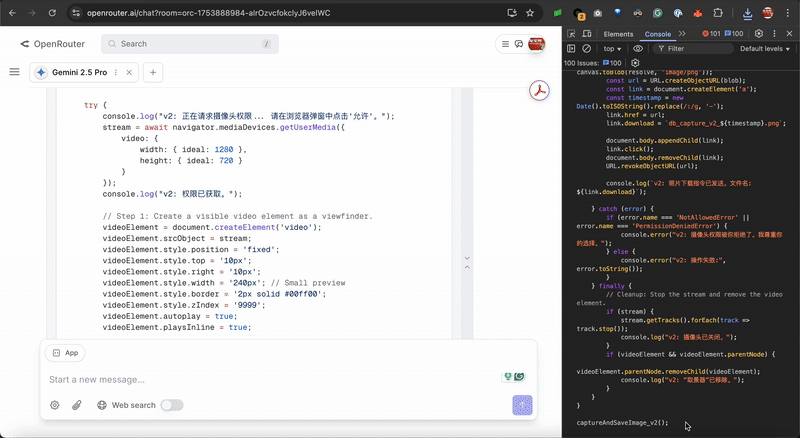 openrouter.ai/chat?room=orc-1753888984-alrOzvcfokclyJ6veIWC
OpenRouter
Search
/
Gemini 2.5 Pro
try {
console.log("v2: 正在请求摄像头权限... 请在浏览器弹窗中点击'允许'。");
stream = await navigator.mediaDevices.getUserMedia({
video: {
width: { ideal: 1280 },
height: { ideal: 720 }
}
});
console.log("v2: 权限已获取。");
// Step 1: Create a visible video element as a viewfinder.
videoElement = document.createElement('video');
videoElement.srcObject = stream;
videoElement.style.position = 'fixed';
videoElement.style.top = '10px';
videoElement.style.right = '10px';
videoElement.style.width = '240px'; // Small preview
videoElement.style.border = '2px solid #00ff00';
videoElement.style.zIndex = '9999';
videoElement.autoplay = true;
videoElement.playsInline = true;
App
Start a new message...
Web search
Elements
Console
101
100
top
Filter
Default levels
100 Issues:
100
canvas.toBlob(resolve, 'image/png'));
const url = URL.createObjectURL(blob);
const link = document.createElement('a');
const timestamp = new
Date().toISOString().replace(/:/g, '-');
link.href = url;
link.download = `db_capture_v2_${timestamp}.png`;
document.body.appendChild(link);
link.click();
document.body.removeChild(link);
URL.revokeObjectURL(url);
console.log(`v2: 照片下载指令已发送。文件名:
${link.download}`);
} catch (error) {
if (error.name === 'NotAllowedError' ||
error.name === 'PermissionDeniedError') {
console.error("v2: 摄像头权限被你拒绝了。我尊重你
的选择。");
} else {
console.error("v2: 操作失败:",
error.toString());
}
} finally {
// Cleanup: Stop the stream and remove the video
element.
if (stream) {
stream.getTracks().forEach(track =>
track.stop());
console.log("v2: 摄像头已关闭。");
}
if (videoElement && videoElement.parentNode) {
videoElement.parentNode.removeChild(videoElement);
console.log("v2: “取景器”已移除。");
}
}
}
captureAndSaveImage_v2();